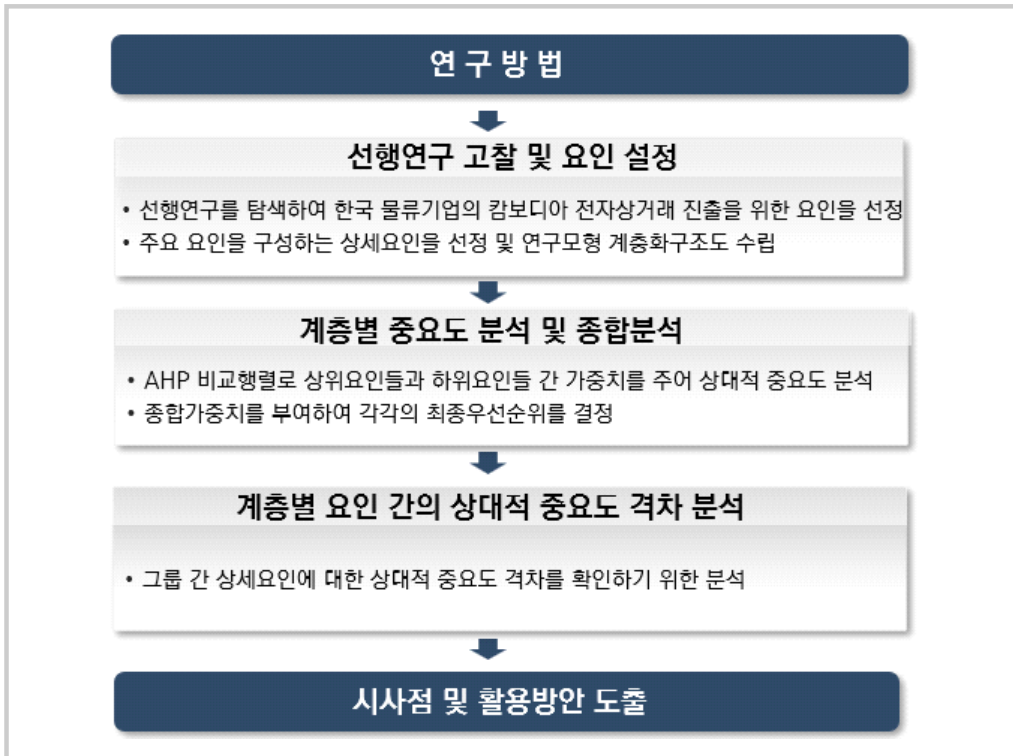 연 구 방 법
선행연구 고찰 및 요인 설정
• 선행연구를 탐색하여 한국 물류기업의 캄보디아 전자상거래 진출을 위한 요인을 선정
• 주요 요인을 구성하는 상세요인을 선정 및 연구모형 계층화구조도 수립
계층별 중요도 분석 및 종합분석
• AHP 비교행렬로 상위요인들과 하위요인들 간 가중치를 주어 상대적 중요도 분석
• 종합가중치를 부여하여 각각의 최종우선순위를 결정
계층별 요인 간의 상대적 중요도 격차 분석
• 그룹 간 상세요인에 대한 상대적 중요도 격차를 확인하기 위한 분석
시사점 및 활용방안 도출